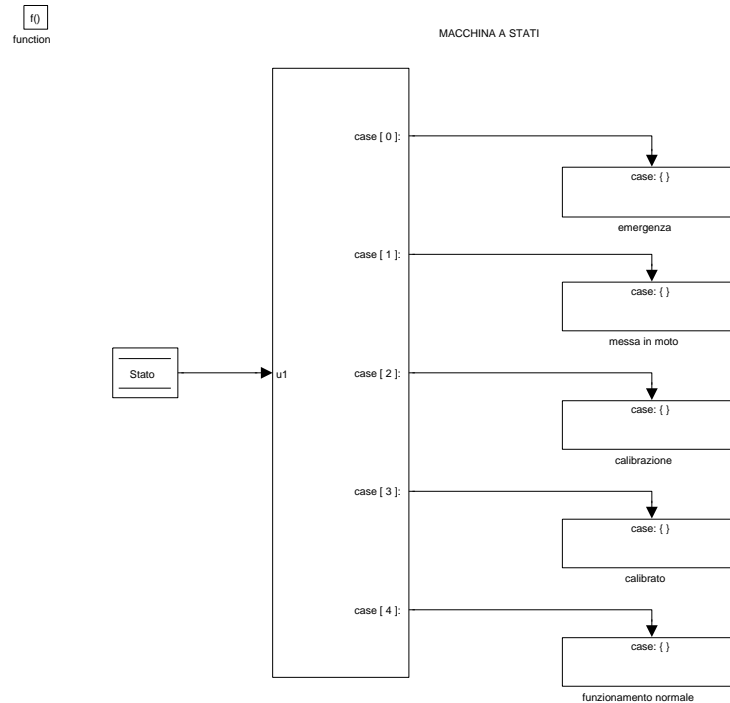 f()
function
MACCHINA A STATI
case [ 0 ]:
case: { }
emergenza
case [ 1 ]:
case: { }
messa in moto
Stato
u1
case [ 2 ]:
case: { }
calibrazione
case [ 3 ]:
case: { }
calibrato
case [ 4 ]:
case: { }
funzionamento normale